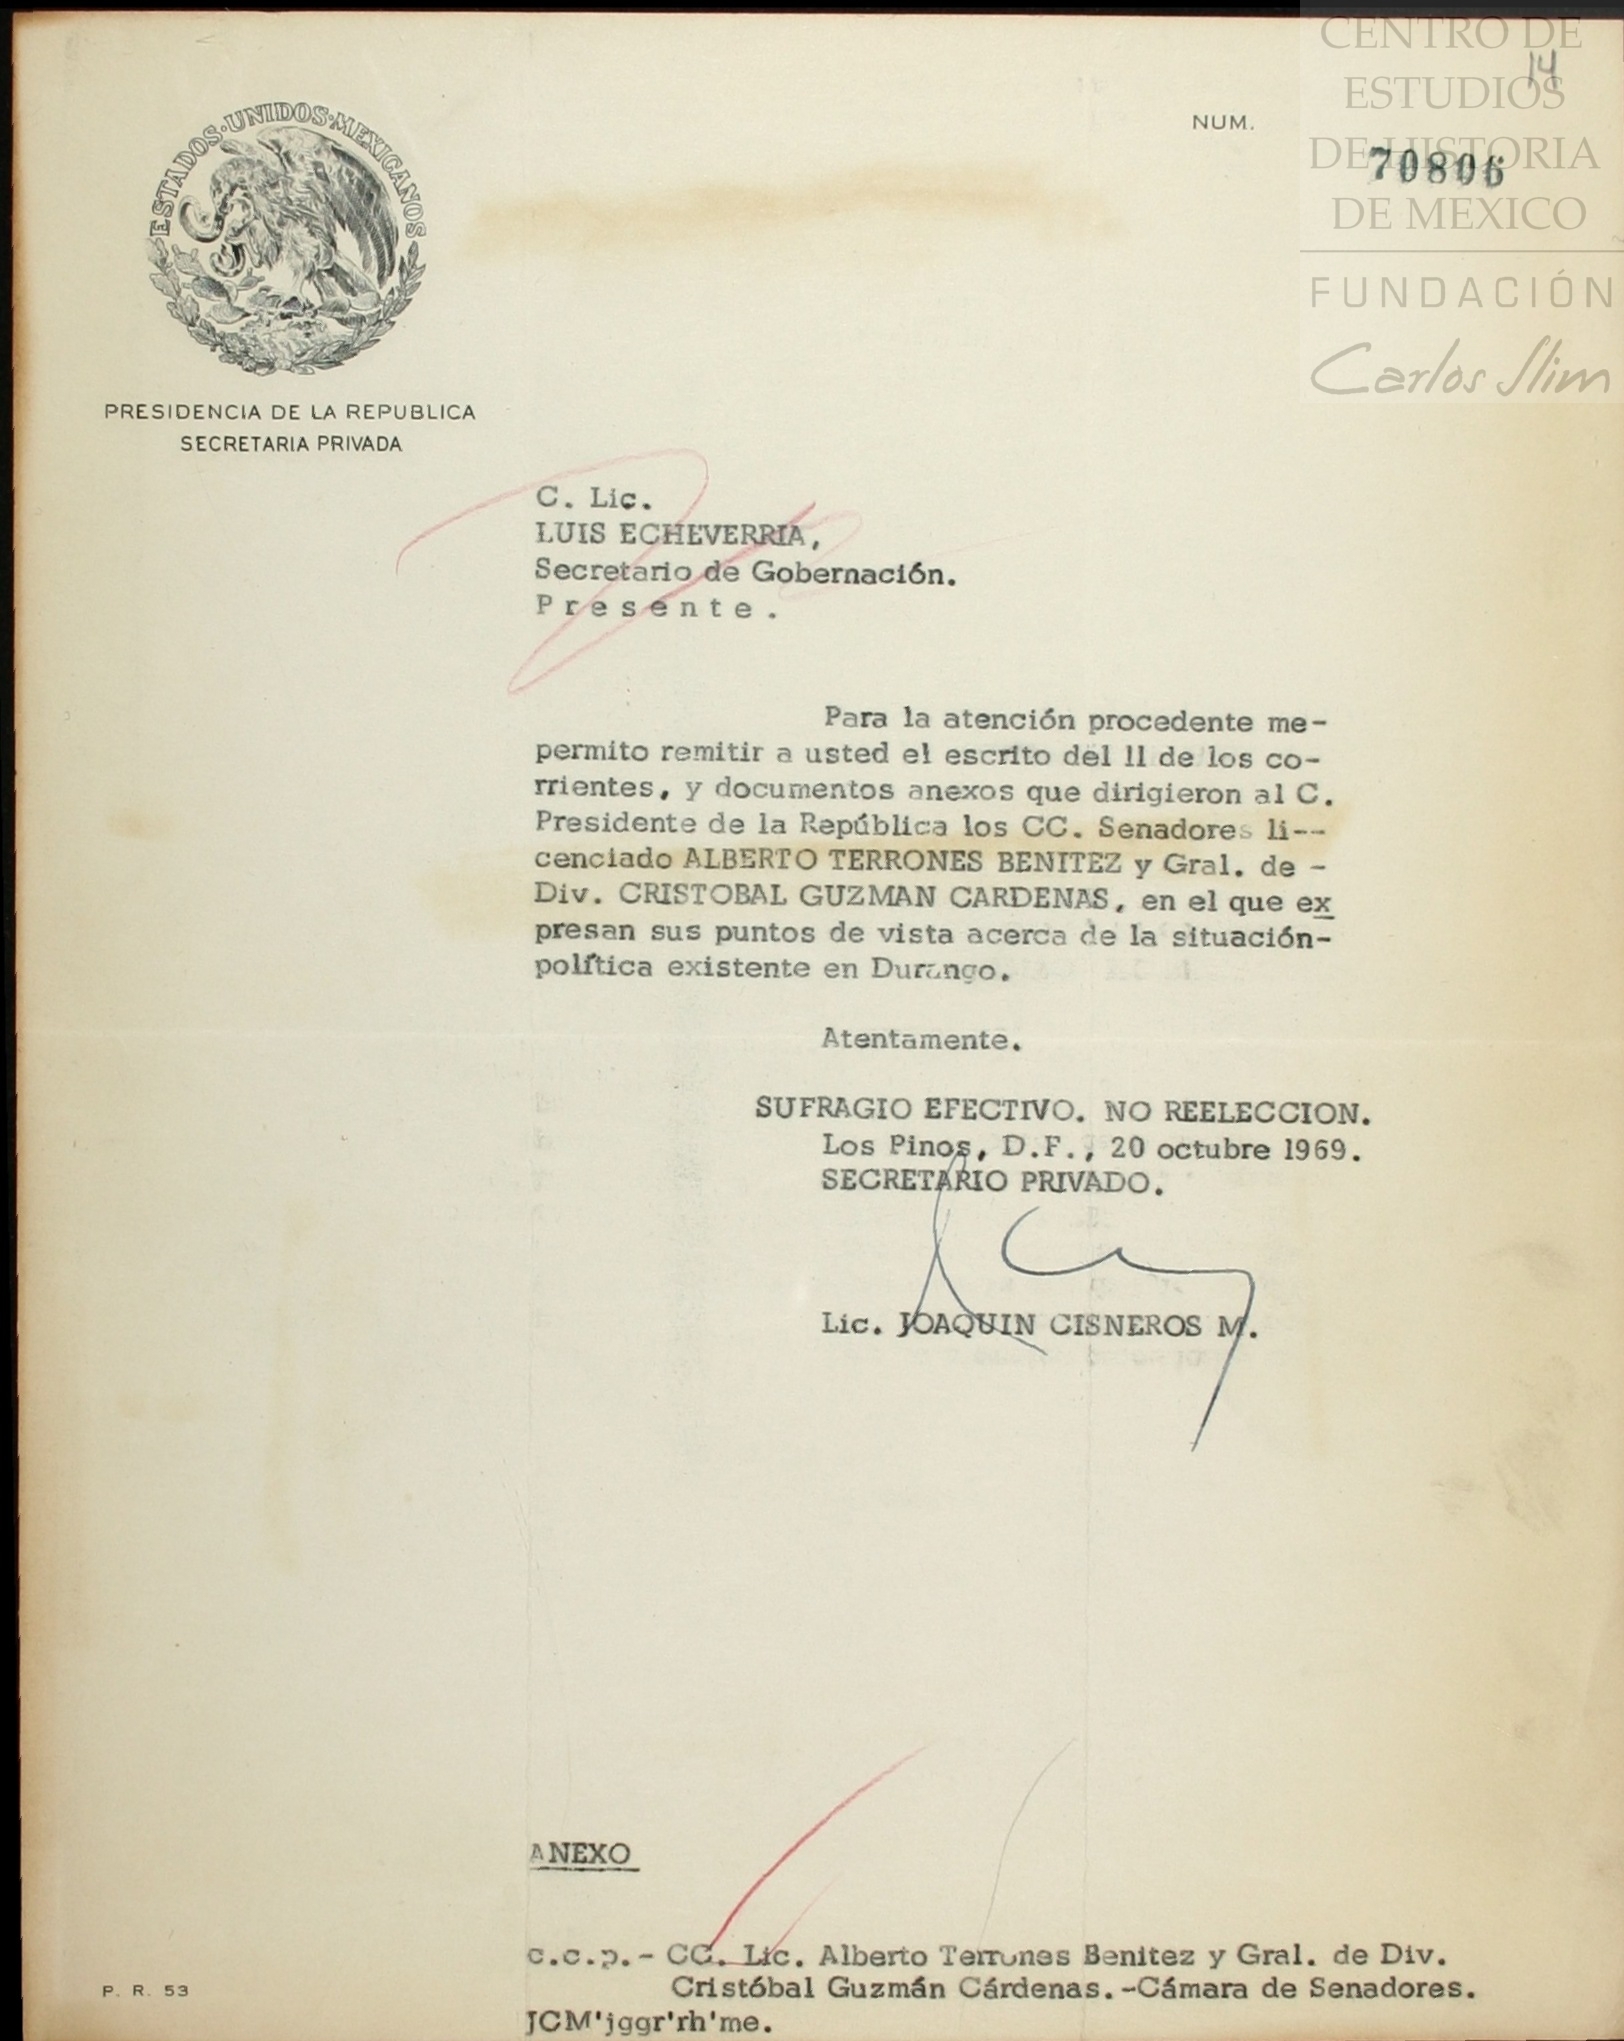 CENTRO DE
ESTUDIOS
DE HISTORIA
DE MEXICO
FUNDACIÓN
Carlos Slim
14
NUM.
70806
ESTADOS·UNIDOS·MEXICANOS
PRESIDENCIA DE LA REPUBLICA
SECRETARIA PRIVADA
C. Lic.
LUIS ECHEVERRIA,
Secretario de Gobernación.
P r e s e n t e .
Para la atención procedente me-
permito remitir a usted el escrito del 11 de los co-
rrientes, y documentos anexos que dirigieron al C.
Presidente de la República los CC. Senadores li--
cenciado ALBERTO TERRONES BENITEZ y Gral. de -
Div. CRISTOBAL GUZMAN CARDENAS, en el que ex
presan sus puntos de vista acerca de la situación-
política existente en Durango.
Atentamente.
SUFRAGIO EFECTIVO. NO REELECCION.
Los Pinos, D.F., 20 octubre 1969.
SECRETARIO PRIVADO.
Lic. JOAQUIN CISNEROS M.
ANEXO
c.c.p.- CC. Lic. Alberto Terrones Benitez y Gral. de Div.
Cristóbal Guzmán Cárdenas.-Cámara de Senadores.
JCM'jggr'rh'me.
P. R. 53